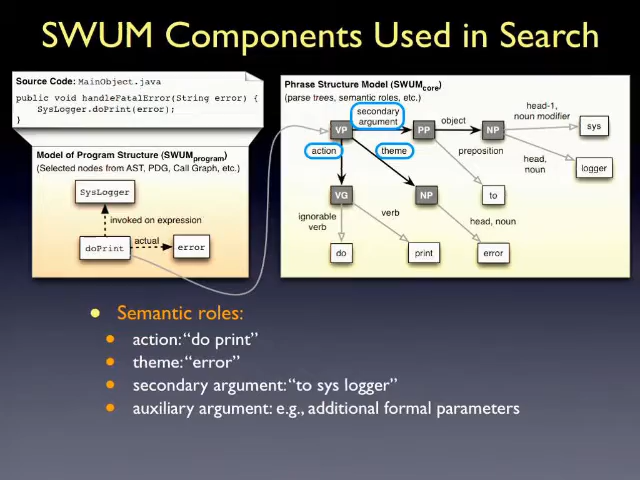 SWUM Components Used in Search
Source Code: MainObject.java
public void handleFatalError(String error) {
SysLogger.doPrint(error);
}
Model of Program Structure (SWUMprogram)
(Selected nodes from AST, PDG, Call Graph, etc.)
SysLogger
invoked on expression
doPrint
actual
error
Phrase Structure Model (SWUMcore)
(parse trees, semantic roles, etc.)
secondary
argument
object
head-1,
noun modifier
VP
PP
NP
sys
action
theme
preposition
head,
noun
logger
VG
NP
to
ignorable
verb
verb
head, noun
do
print
error
• Semantic roles:
• action: “do print”
• theme: “error”
• secondary argument: “to sys logger”
• auxiliary argument: e.g., additional formal parameters